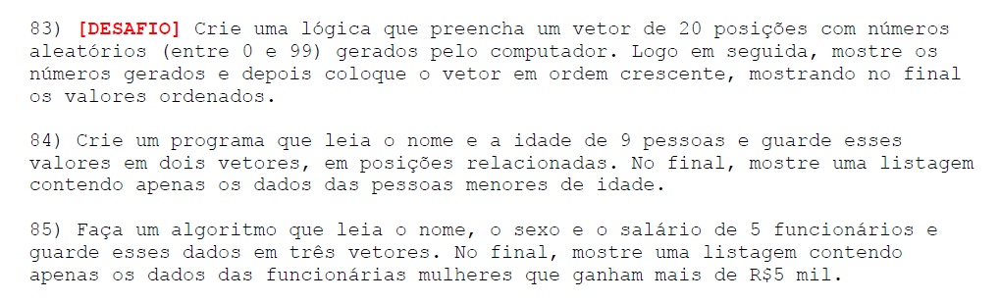 83) [DESAFIO] Crie uma lógica que preencha um vetor de 20 posições com números
aleatórios (entre 0 e 99) gerados pelo computador. Logo em seguida, mostre os
números gerados e depois coloque o vetor em ordem crescente, mostrando no final
os valores ordenados.
84) Crie um programa que leia o nome e a idade de 9 pessoas e guarde esses
valores em dois vetores, em posições relacionadas. No final, mostre uma listagem
contendo apenas os dados das pessoas menores de idade.
85) Faça um algoritmo que leia o nome, o sexo e o salário de 5 funcionários e
guarde esses dados em três vetores. No final, mostre uma listagem contendo
apenas os dados das funcionárias mulheres que ganham mais de R$5 mil.